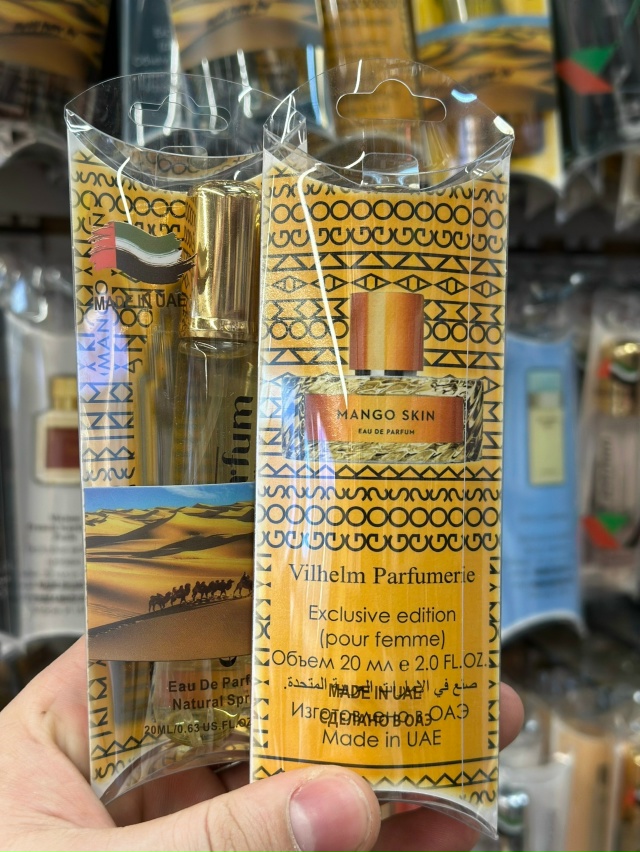 MADE IN UAE
Eau De Parf
Natural Spr
20ML/0.63 US.FL.OZ
MANGO SKIN
EAU DE PARFUM
Vilhelm Parfumerie
Exclusive edition
(pour femme)
Объем 20 мл е 2.0 FL.OZ.
صنع في الإمارات العربية المتحدة.
MADE IN UAE
Изготовлено в ОАЭ
СДЕЛАНО В ОАЭ
Made in UAE